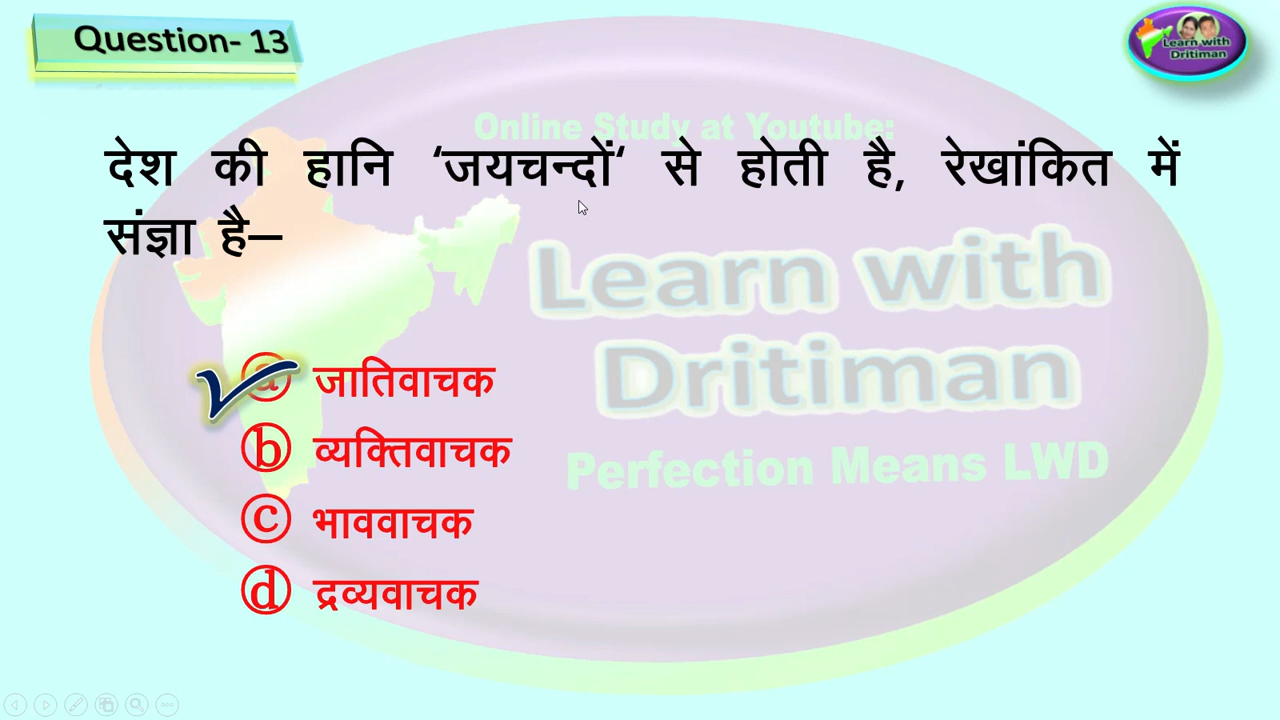 Question- 13
Learn with
Dritiman
Online Study at Youtube:
देश की हानि ‘जयचन्दों‘ से होती है, रेखांकित में
संज्ञा है–
Learn with
Dritiman
ⓐ जातिवाचक
ⓑ व्यक्तिवाचक
Perfection Means LWD
ⓒ भाववाचक
ⓓ द्रव्यवाचक